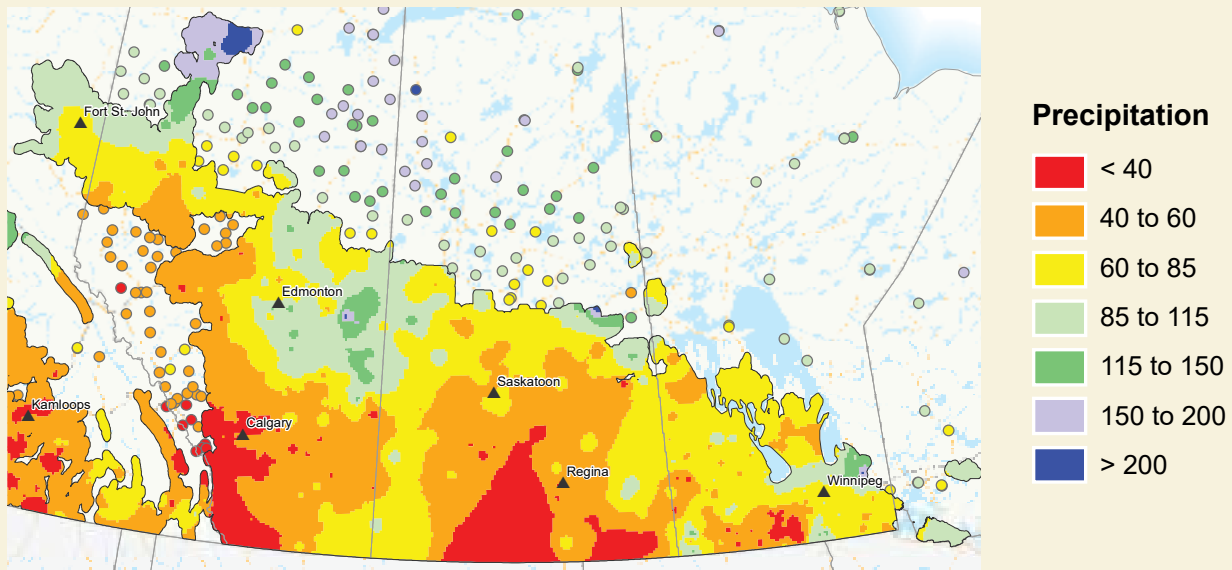 Fort St. John
Edmonton
Saskatoon
Kamloops
Calgary
Regina
Winnipeg
Precipitation
< 40
40 to 60
60 to 85
85 to 115
115 to 150
150 to 200
> 200